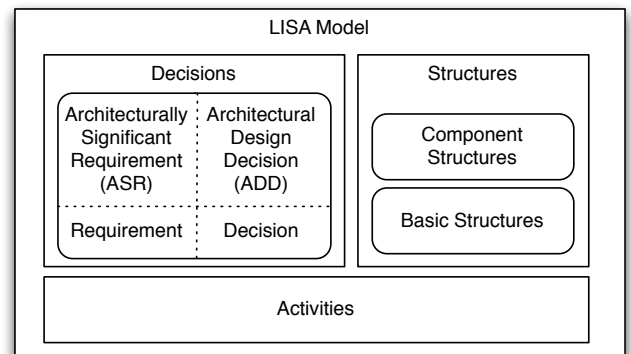 LISA Model
Decisions
Architecturally
Significant
Requirement
(ASR)
Architectural
Design
Decision
(ADD)
Requirement
Decision
Structures
Component
Structures
Basic Structures
Activities